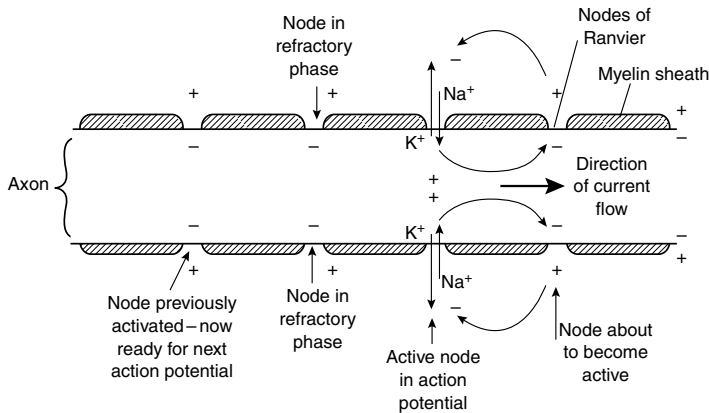 Node in
refractory
phase
Nodes of
Ranvier
Myelin sheath
−
+ + Na⁺ + +
K⁺
− − − −
Axon
+
+
Direction
of current
flow
− − K⁺ − −
+ + Na⁺ + +
−
Node previously
activated–now
ready for next
action potential
Node in
refractory
phase
Active node
in action
potential
Node about
to become
active